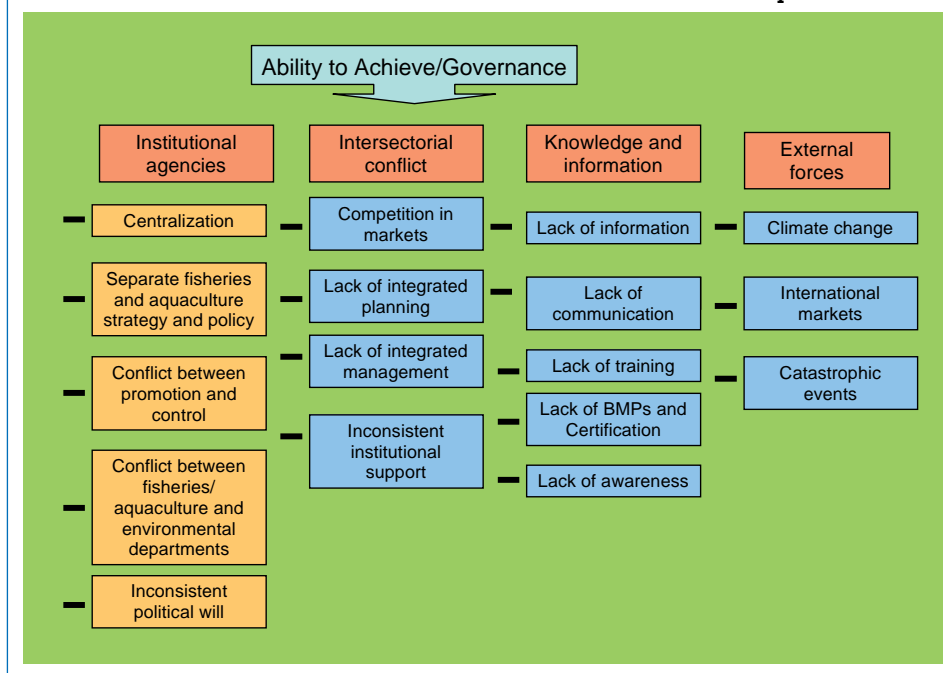 Ability to Achieve/Governance
Institutional
agencies
Centralization
Separate fisheries
and aquaculture
strategy and policy
Conflict between
promotion and
control
Conflict between
fisheries/
aquaculture and
environmental
departments
Inconsistent
political will
Intersectorial
conflict
Competition in
markets
Lack of integrated
planning
Lack of integrated
management
Inconsistent
institutional
support
Knowledge and
information
Lack of information
Lack of
communication
Lack of training
Lack of BMPs and
Certification
Lack of awareness
External
forces
Climate change
International
markets
Catastrophic
events